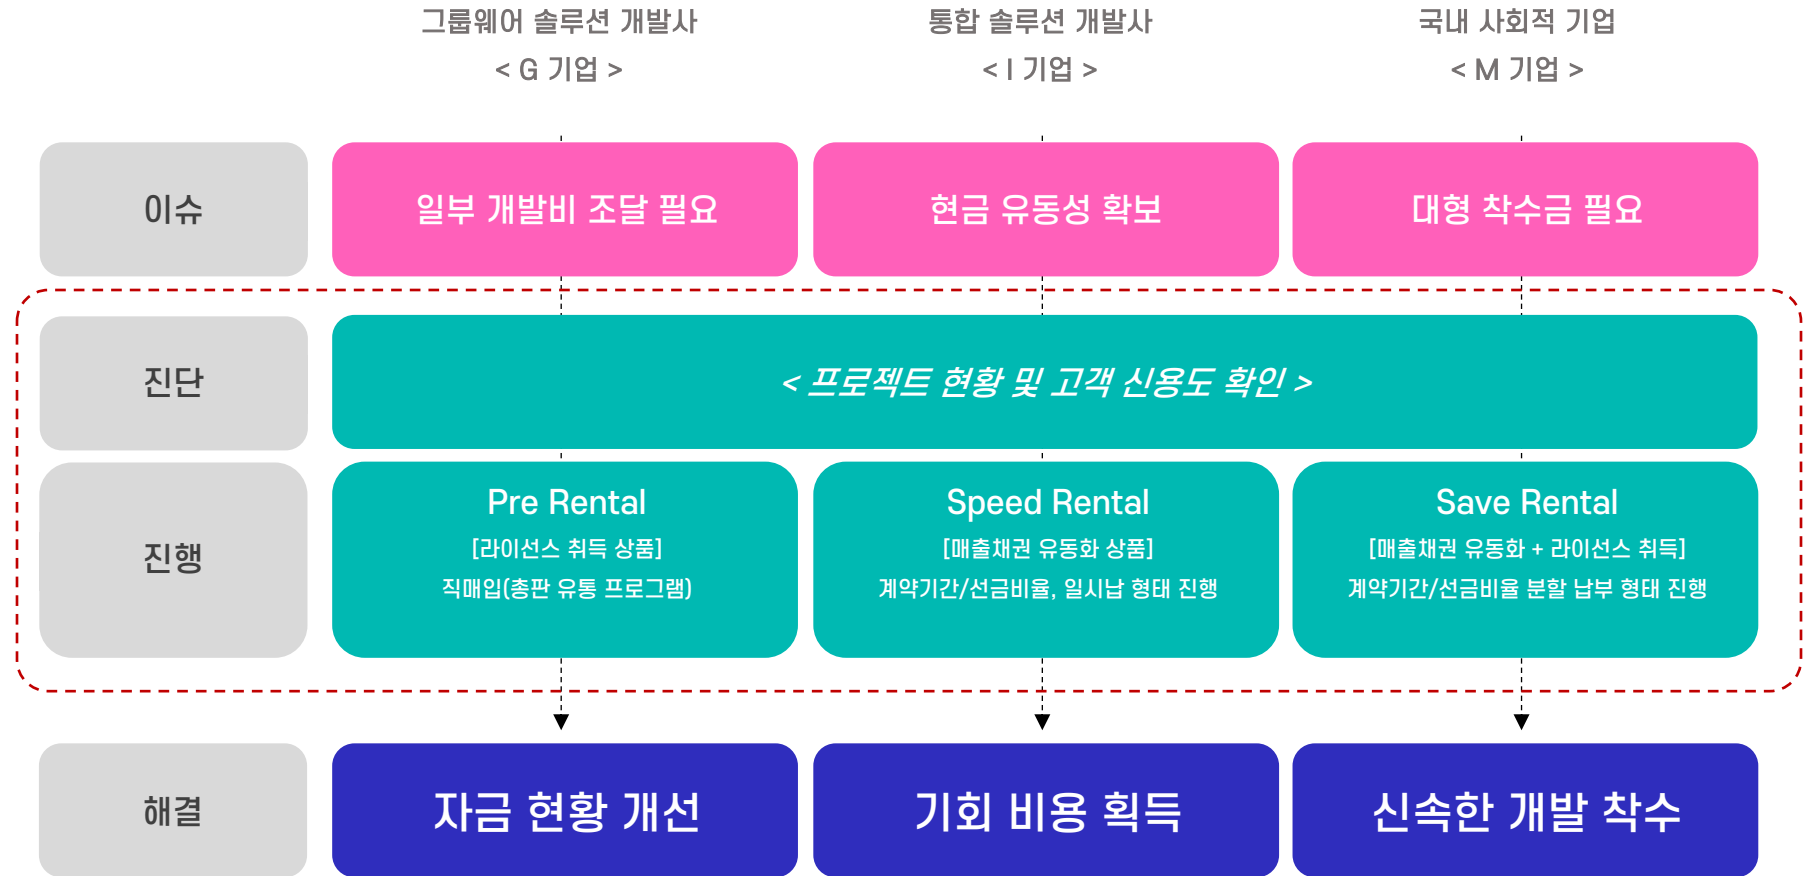 그룹웨어 솔루션 개발사
< G 기업 >
통합 솔루션 개발사
< I 기업 >
국내 사회적 기업
< M 기업 >
이슈
일부 개발비 조달 필요
현금 유동성 확보
대형 착수금 필요
진단
< 프로젝트 현황 및 고객 신용도 확인 >
진행
Pre Rental
[라이선스 취득 상품]
직매입(총판 유통 프로그램)
Speed Rental
[매출채권 유동화 상품]
계약기간/선금비율, 일시납 형태 진행
Save Rental
[매출채권 유동화 + 라이선스 취득]
계약기간/선금비율 분할 납부 형태 진행
해결
자금 현황 개선
기회 비용 획득
신속한 개발 착수